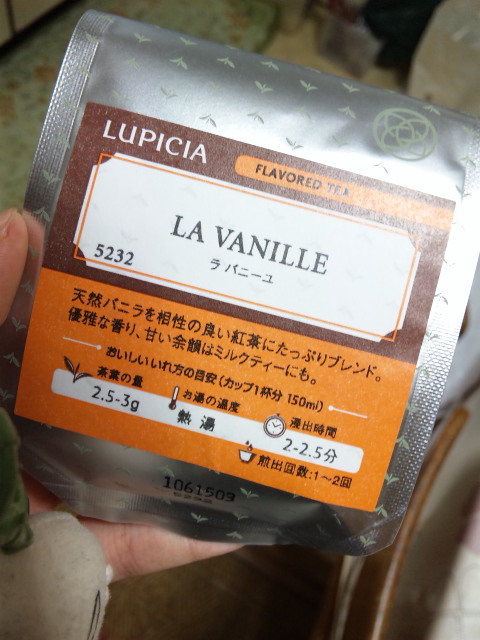 LUPICIA
FLAVORED TEA
LA VANILLE
5232
ラ バニーユ
天然バニラを相性の良い紅茶にたっぷりブレンド。
優雅な香り、甘い余韻はミルクティーにも。
おいしいいれ方の目安(カップ1杯分 150ml)
茶葉の量
お湯の温度
浸出時間
2.5-3g
熱湯
2-2.5分
煎出回数:1〜2回
1061503